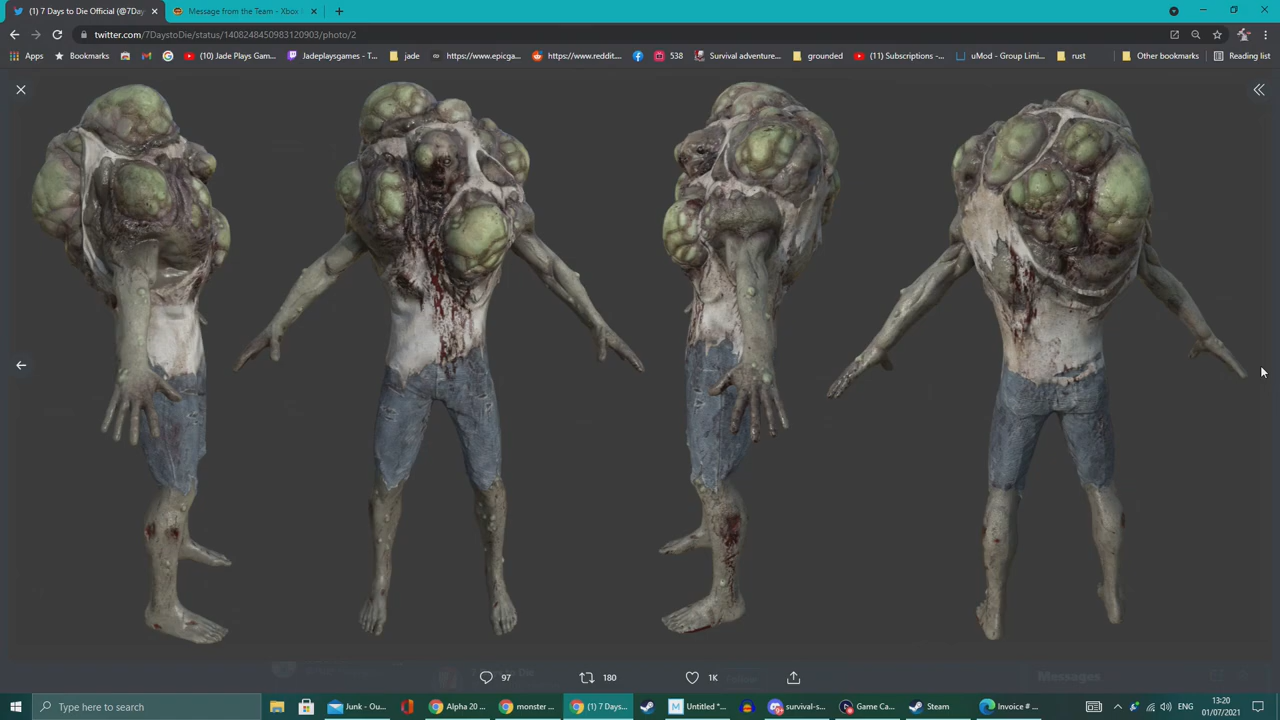 (1) 7 Days to Die Official (@7Day
Message from the Team - Xbox
twitter.com/7DaystoDie/status/1408248450983120903/photo/2
Apps
Bookmarks
(10) Jade Plays Gam...
Jadeplaysgames - T...
jade
https://www.epicga...
https://www.reddit...
538
Survival adventure...
grounded
(11) Subscriptions -...
uMod - Group Limi...
rust
Other bookmarks
Reading list
97
180
1K
Messages
Type here to search
Junk - Ou...
Alpha 20 ...
monster ...
(1) 7 Days...
Untitled *...
survival-s...
Game Ca...
Steam
Invoice # ...
13:20
01/07/2021